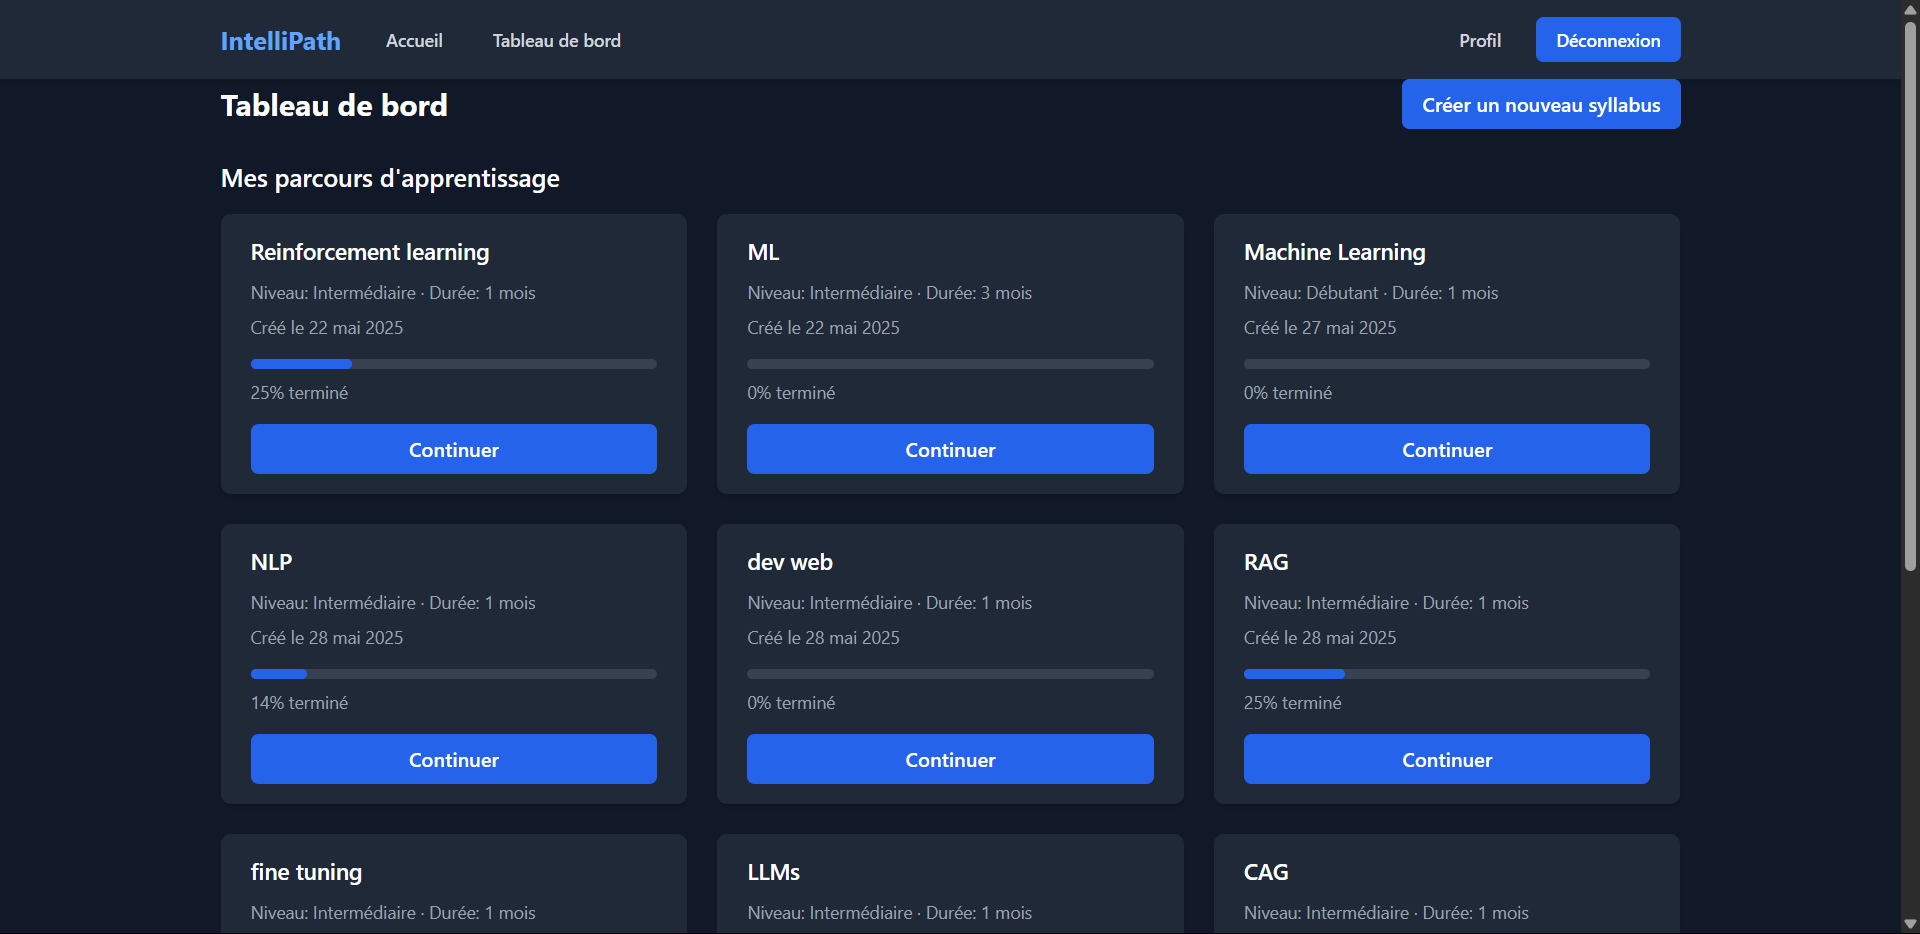 IntelliPath Accueil Tableau de bord Profil Déconnexion
Tableau de bord Créer un nouveau syllabus
Mes parcours d'apprentissage
Reinforcement learning
Niveau: Intermédiaire · Durée: 1 mois
Créé le 22 mai 2025
25% terminé
Continuer
ML
Niveau: Intermédiaire · Durée: 3 mois
Créé le 22 mai 2025
0% terminé
Continuer
Machine Learning
Niveau: Débutant · Durée: 1 mois
Créé le 27 mai 2025
0% terminé
Continuer
NLP
Niveau: Intermédiaire · Durée: 1 mois
Créé le 28 mai 2025
14% terminé
Continuer
dev web
Niveau: Intermédiaire · Durée: 1 mois
Créé le 28 mai 2025
0% terminé
Continuer
RAG
Niveau: Intermédiaire · Durée: 1 mois
Créé le 28 mai 2025
25% terminé
Continuer
fine tuning
Niveau: Intermédiaire · Durée: 1 mois
LLMs
Niveau: Intermédiaire · Durée: 1 mois
CAG
Niveau: Intermédiaire · Durée: 1 mois